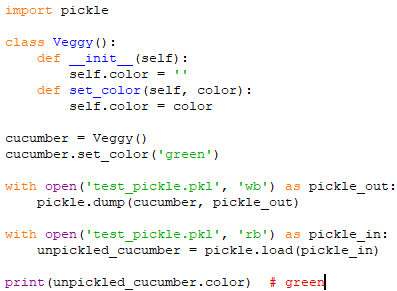 import pickle
class Veggy():
    def __init__(self):
        self.color = ''
    def set_color(self, color):
        self.color = color
cucumber = Veggy()
cucumber.set_color('green')
with open('test_pickle.pkl', 'wb') as pickle_out:
    pickle.dump(cucumber, pickle_out)
with open('test_pickle.pkl', 'rb') as pickle_in:
    unpickled_cucumber = pickle.load(pickle_in)
print(unpickled_cucumber.color)  # green